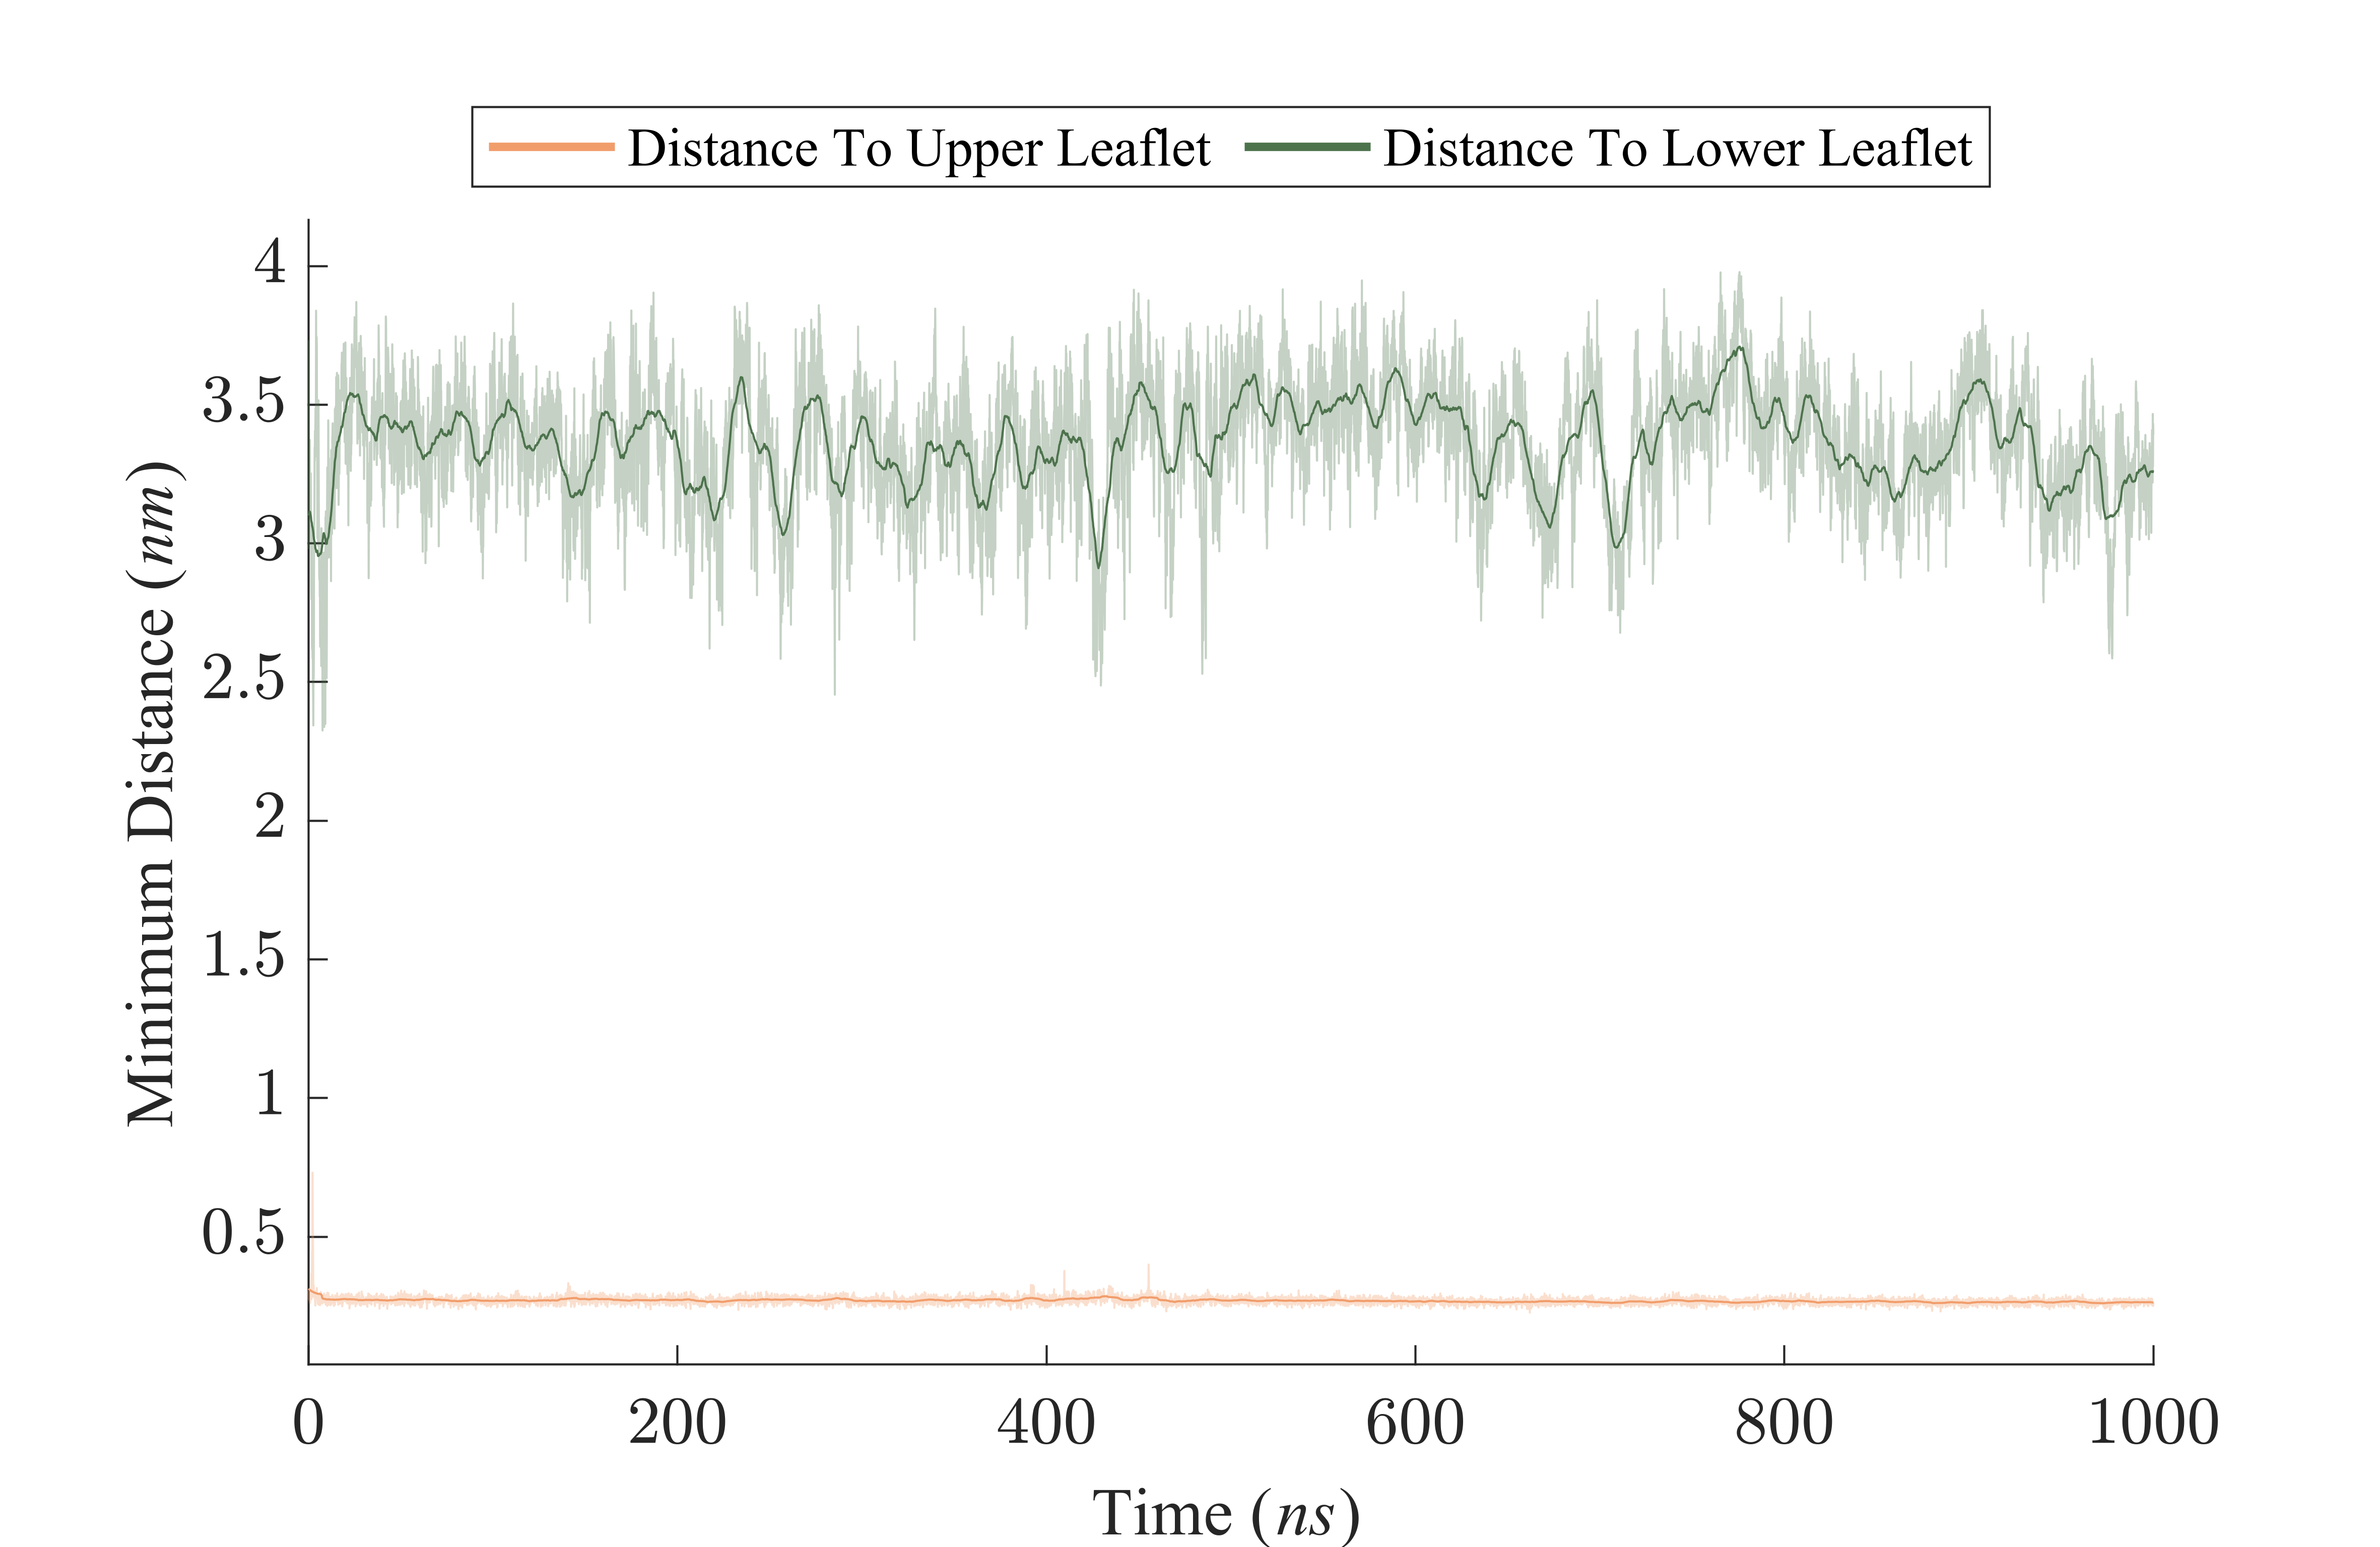 Distance To Upper Leaflet Distance To Lower Leaflet
Minimum Distance (nm)
4
3.5
3
2.5
2
1.5
1
0.5
0 200 400 600 800 1000
Time (ns)